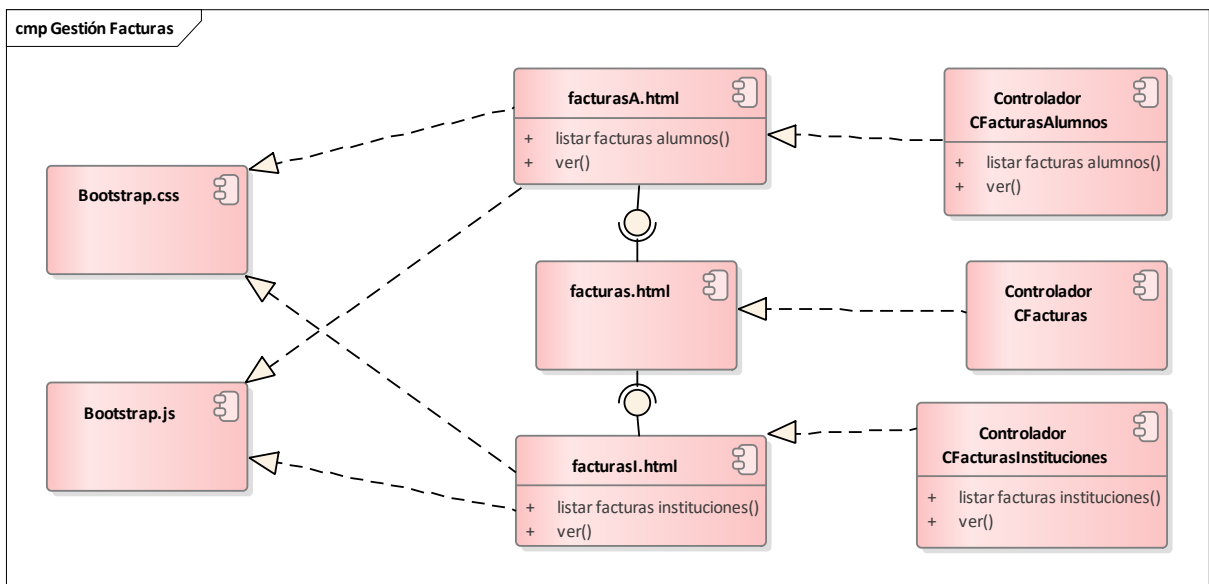 cmp Gestión Facturas
facturasA.html
+ listar facturas alumnos()
+ ver()
Controlador
CFacturasAlumnos
+ listar facturas alumnos()
+ ver()
Bootstrap.css
facturas.html
Controlador
CFacturas
Bootstrap.js
facturasI.html
+ listar facturas instituciones()
+ ver()
Controlador
CFacturasInstituciones
+ listar facturas instituciones()
+ ver()